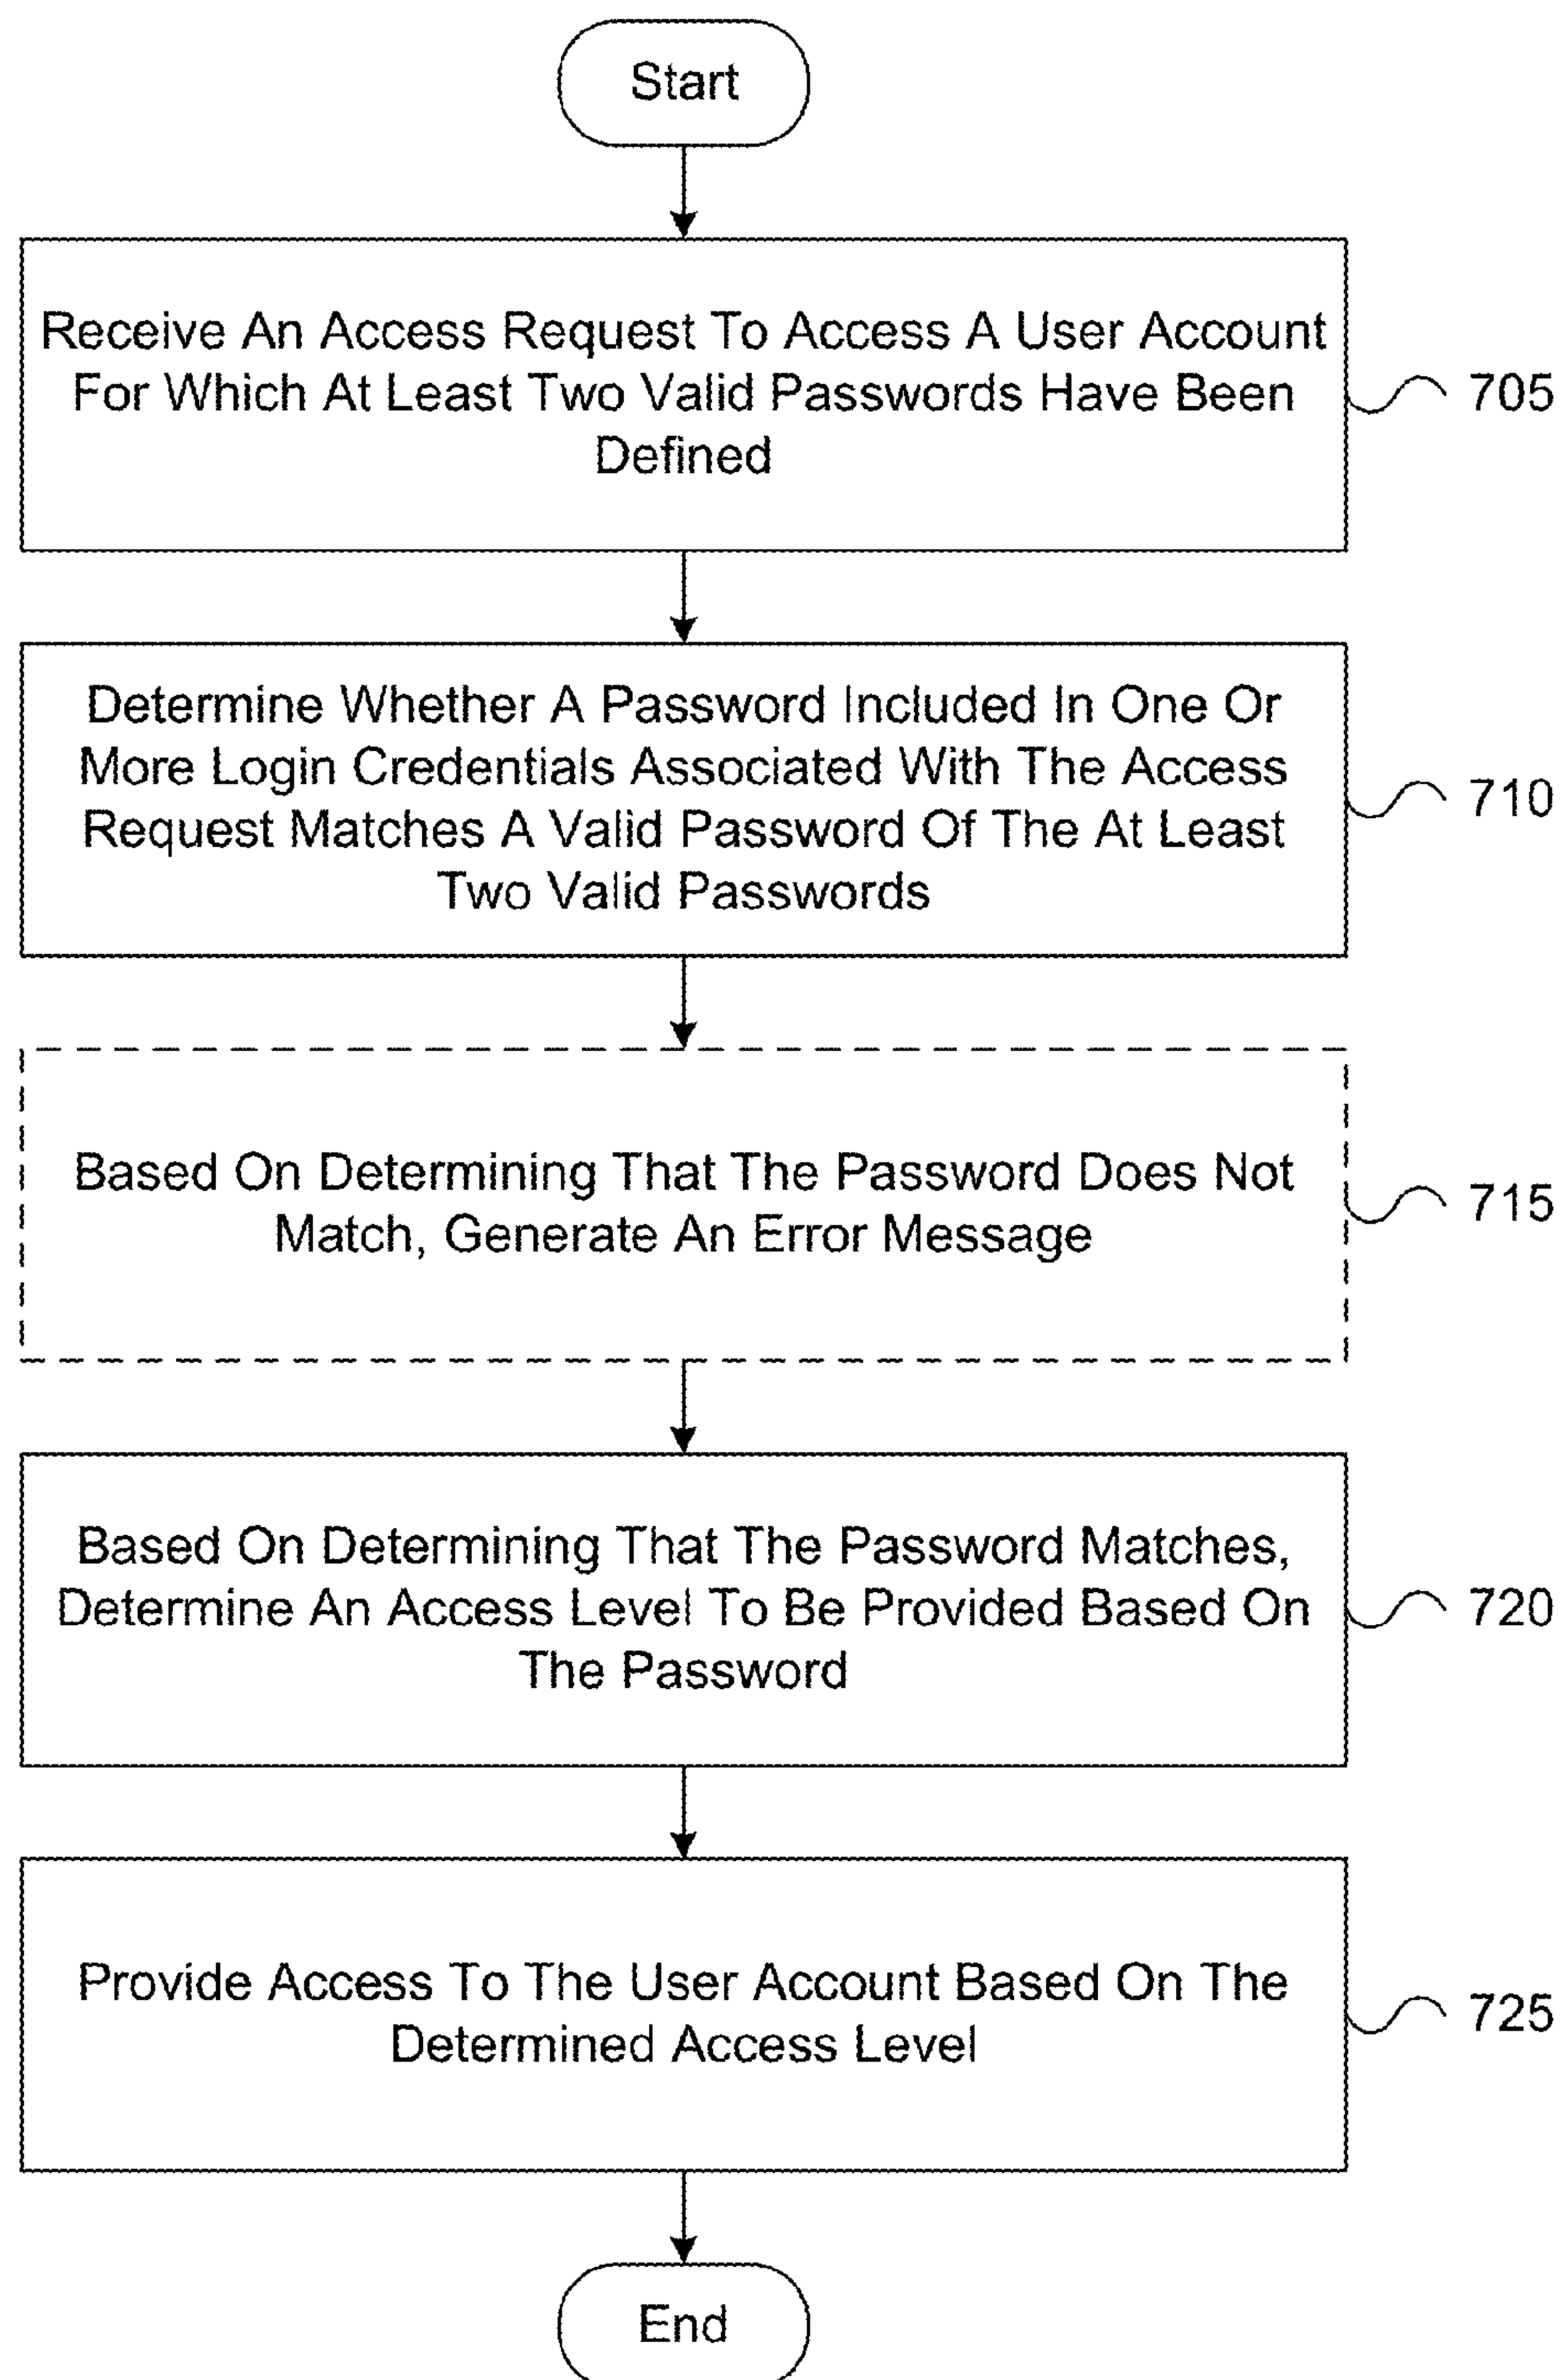 Start
Receive An Access Request To Access A User Account
For Which At Least Two Valid Passwords Have Been
Defined
705
Determine Whether A Password Included In One Or
More Login Credentials Associated With The Access
Request Matches A Valid Password Of The At Least
Two Valid Passwords
710
Based On Determining That The Password Does Not
Match, Generate An Error Message
715
Based On Determining That The Password Matches,
Determine An Access Level To Be Provided Based On
The Password
720
Provide Access To The User Account Based On The
Determined Access Level
725
End